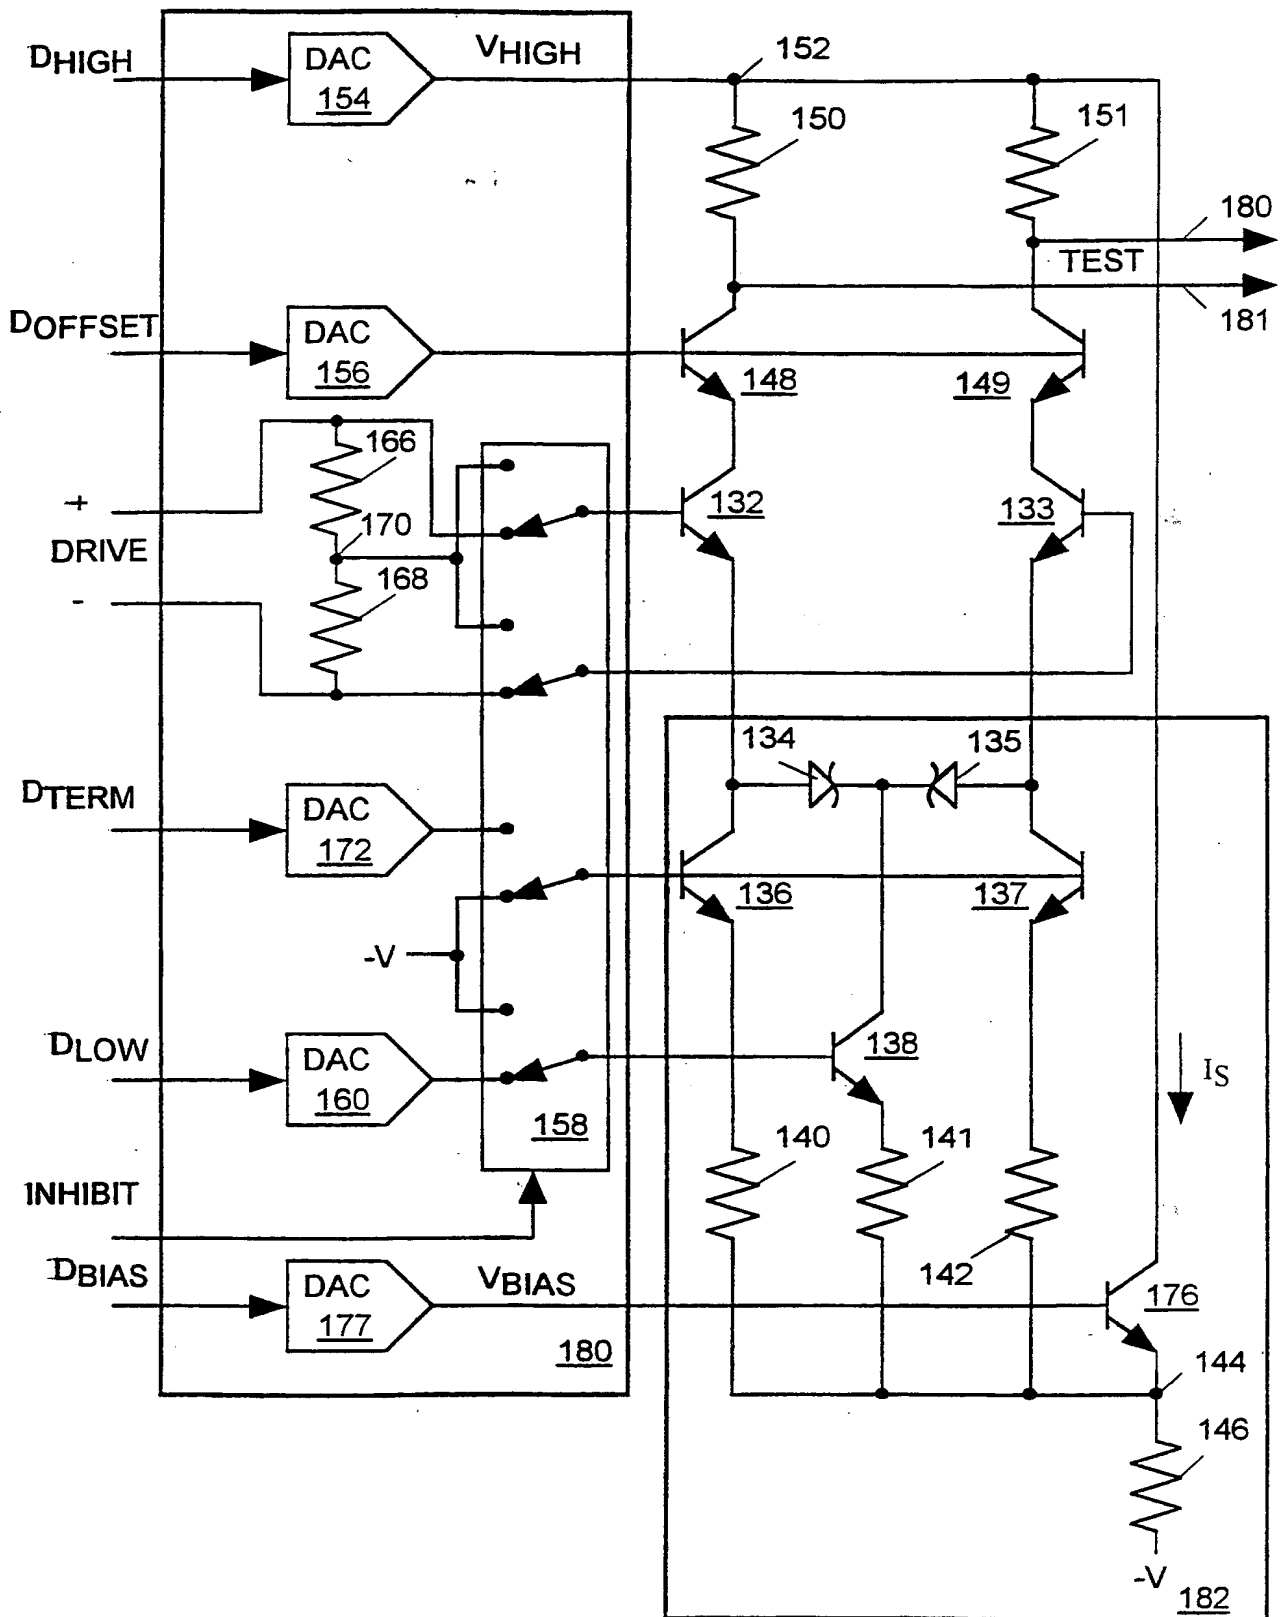 DHIGH
DAC
154
VHIGH
152
150
151
180
TEST
181
DOFFSET
DAC
156
148
149
166
+
170
132
133
DRIVE
168
-
134
135
DTERM
DAC
172
136
137
-V
DLOW
DAC
160
138
IS
158
140
141
INHIBIT
142
DBIAS
DAC
177
VBIAS
176
180
144
146
-V
182